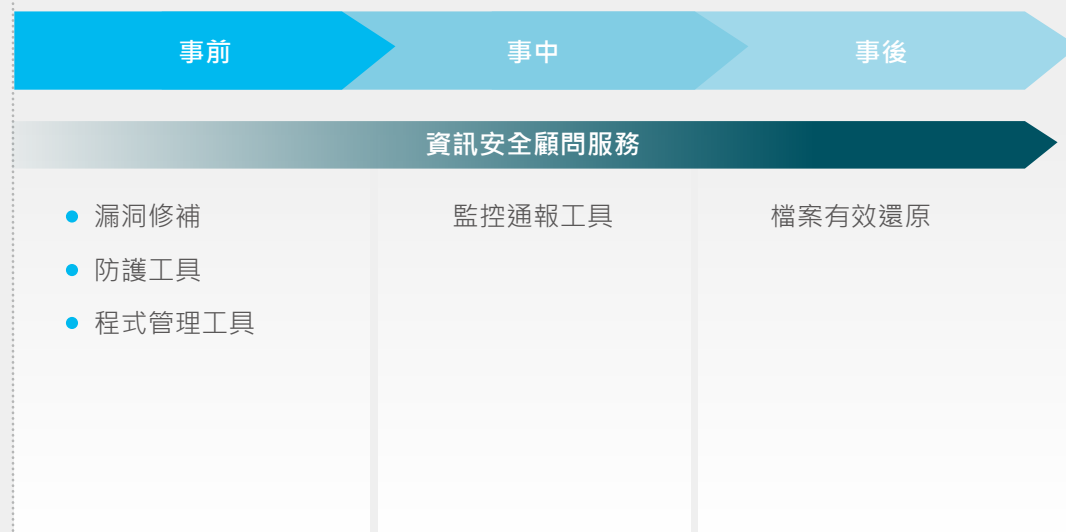 事前
事中
事後
資訊安全顧問服務
漏洞修補
防護工具
程式管理工具
監控通報工具
檔案有效還原